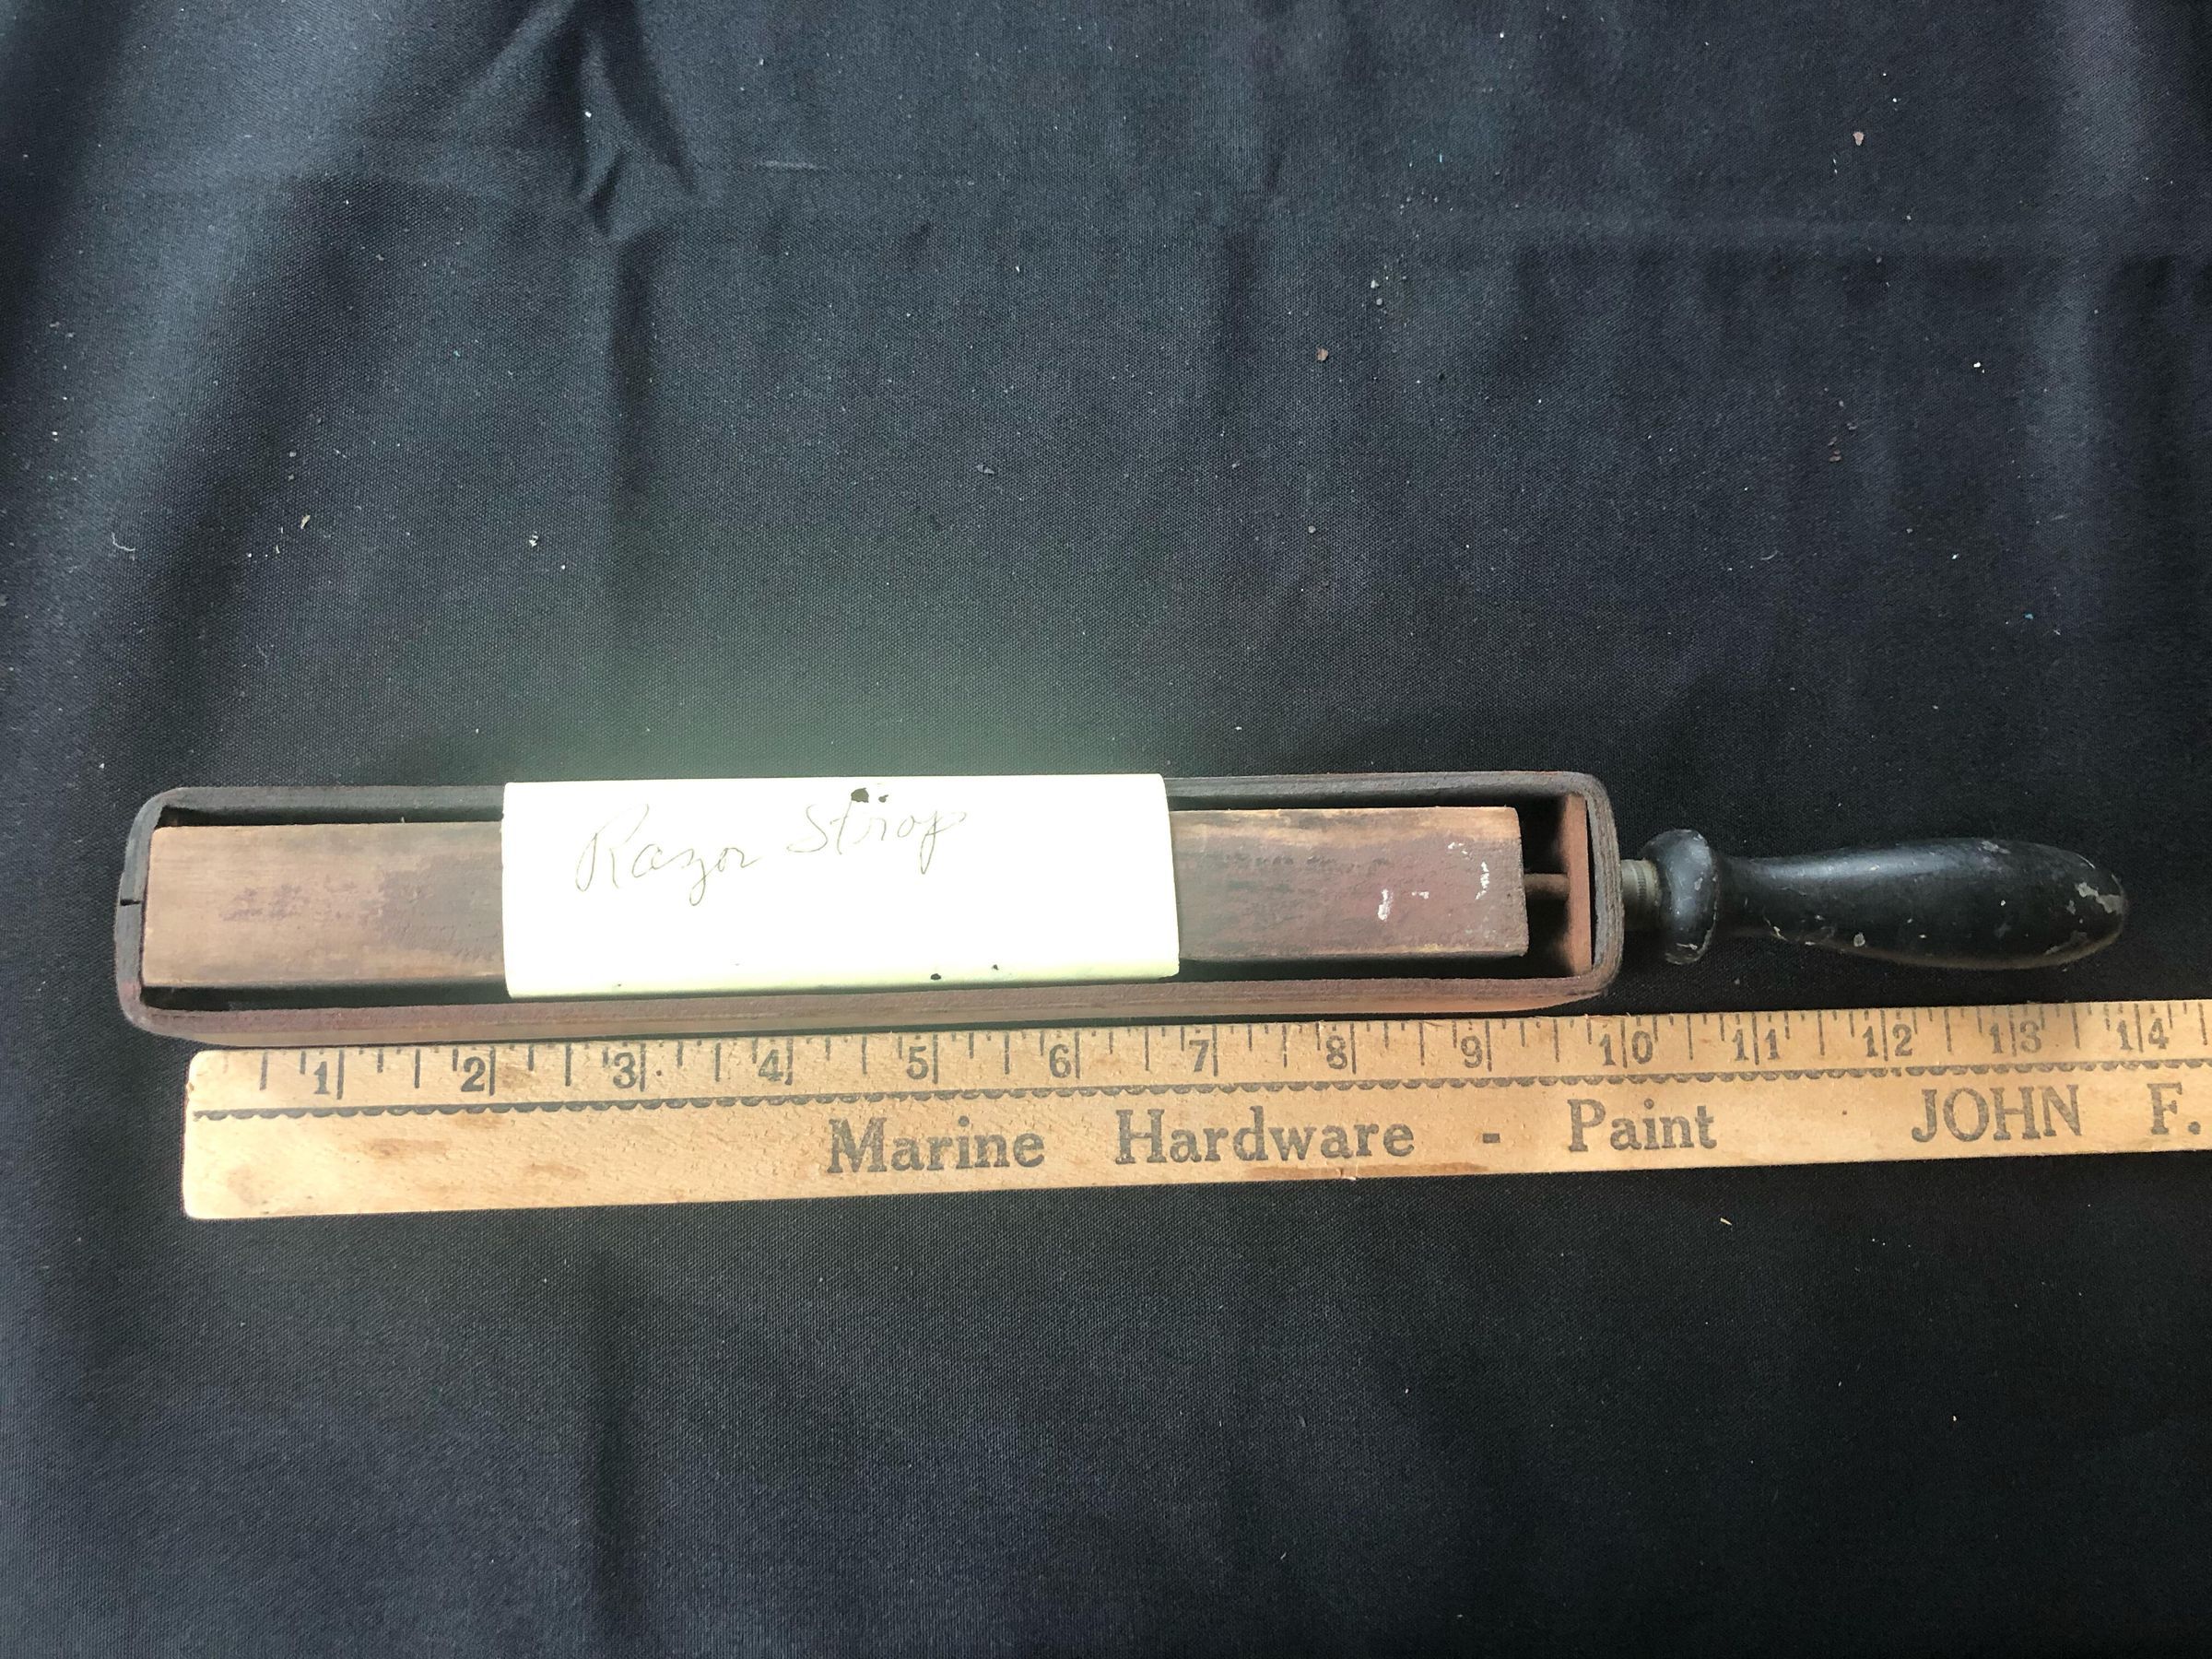 Razor Strop
1 2 3 4 5 6 7 8 9 10 11 12 13 14
Marine Hardware - Paint JOHN F.